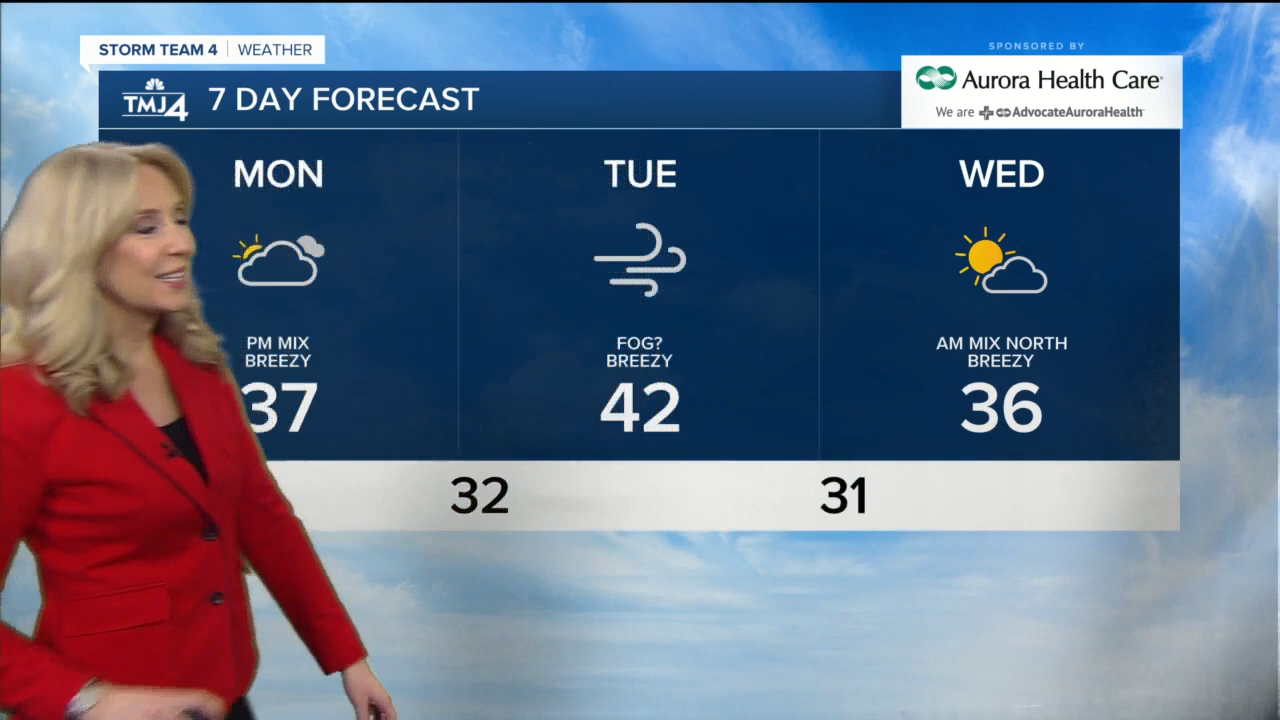 STORM TEAM 4 | WEATHER
SPONSORED BY
Aurora Health Care®
We are AdvocateAuroraHealth
TMJ4
7 DAY FORECAST
MON
TUE
WED
PM MIX
BREEZY
37
FOG?
BREEZY
42
AM MIX NORTH
BREEZY
36
32
31